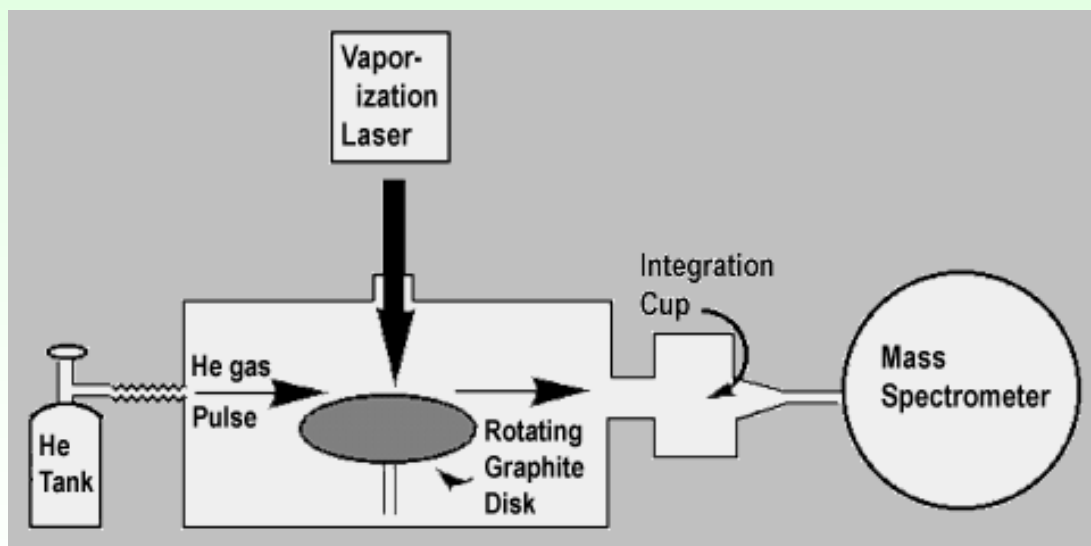 Vapor-
ization
Laser
Integration
Cup
He gas
Pulse
Mass
Spectrometer
He
Tank
Rotating
Graphite
Disk